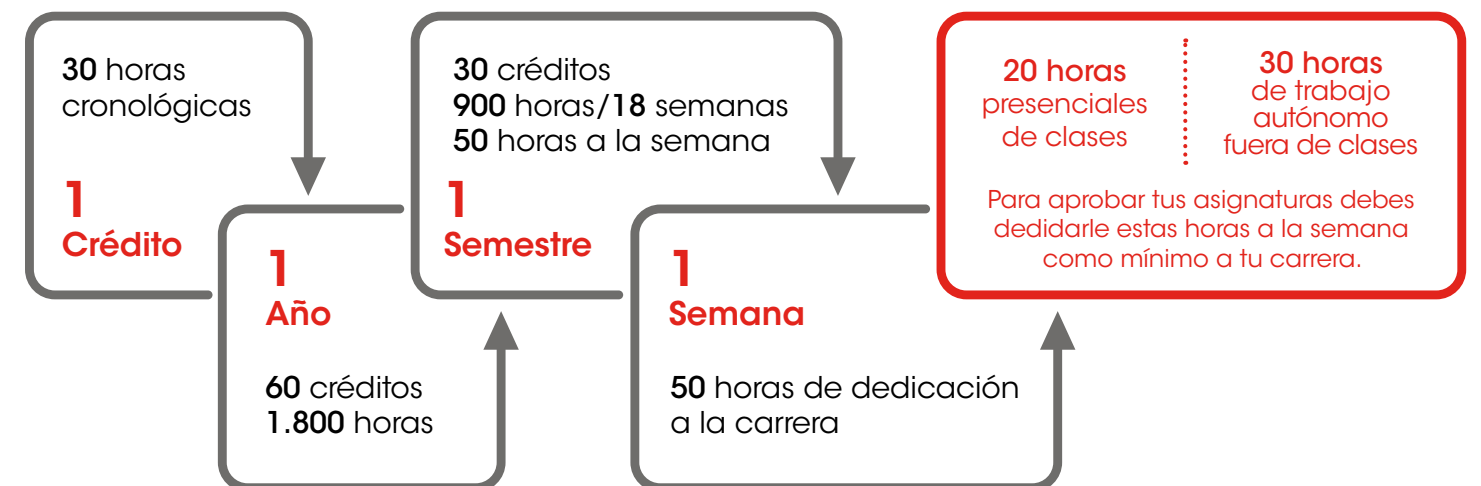 30 horas
cronológicas
1
Crédito
1
Año
60 créditos
1.800 horas
30 créditos
900 horas/18 semanas
50 horas a la semana
1
Semestre
1
Semana
50 horas de dedicación
a la carrera
20 horas
presenciales
de clases
30 horas
de trabajo
autónomo
fuera de clases
Para aprobar tus asignaturas debes
dedidarle estas horas a la semana
como mínimo a tu carrera.